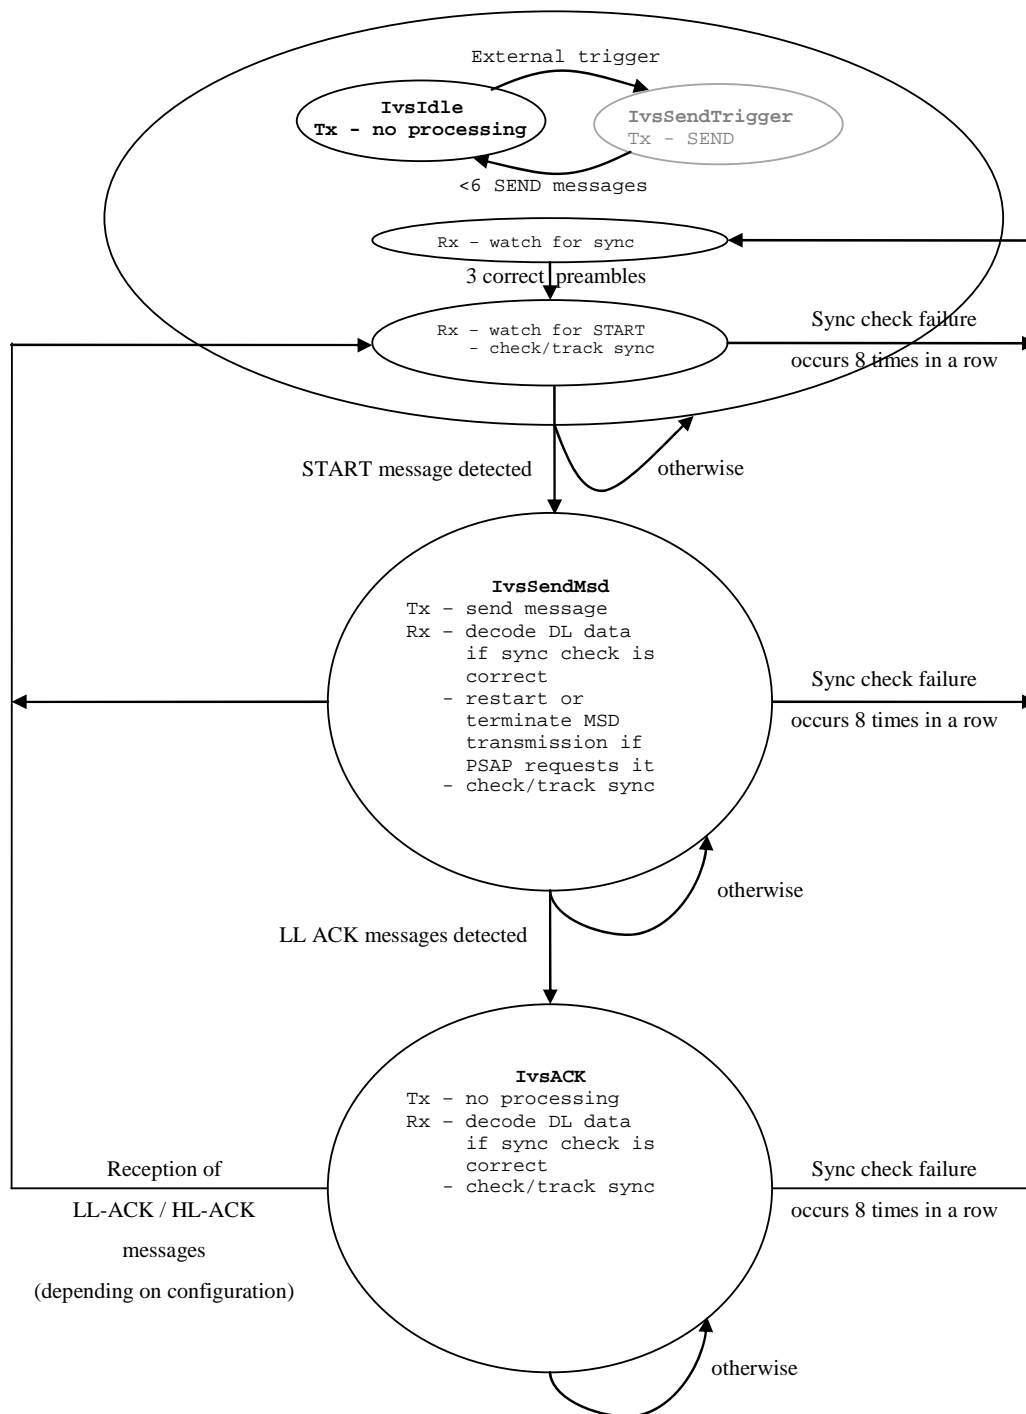 External trigger
IvsIdle
Tx - no processing
IvsSendTrigger
Tx - SEND
<6 SEND messages
Rx – watch for sync
3 correct preambles
Rx – watch for START
- check/track sync
Sync check failure
occurs 8 times in a row
START message detected
otherwise
IvsSendMsd
Tx – send message
Rx – decode DL data
if sync check is
correct
- restart or
terminate MSD
transmission if
PSAP requests it
- check/track sync
Sync check failure
occurs 8 times in a row
otherwise
LL ACK messages detected
IvsACK
Tx – no processing
Rx – decode DL data
if sync check is
correct
- check/track sync
Reception of
LL-ACK / HL-ACK
messages
(depending on configuration)
Sync check failure
occurs 8 times in a row
otherwise